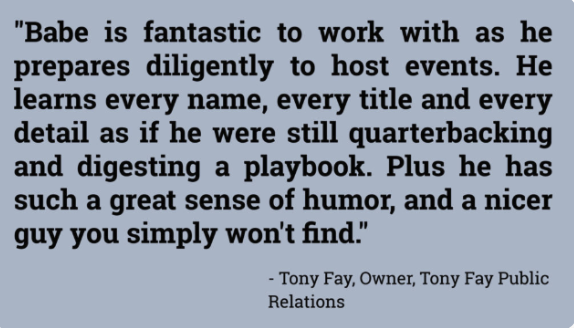 "Babe is fantastic to work with as he
prepares diligently to host events. He
learns every name, every title and every
detail as if he were still quarterbacking
and digesting a playbook. Plus he has
such a great sense of humor, and a nicer
guy you simply won't find."
- Tony Fay, Owner, Tony Fay Public
Relations